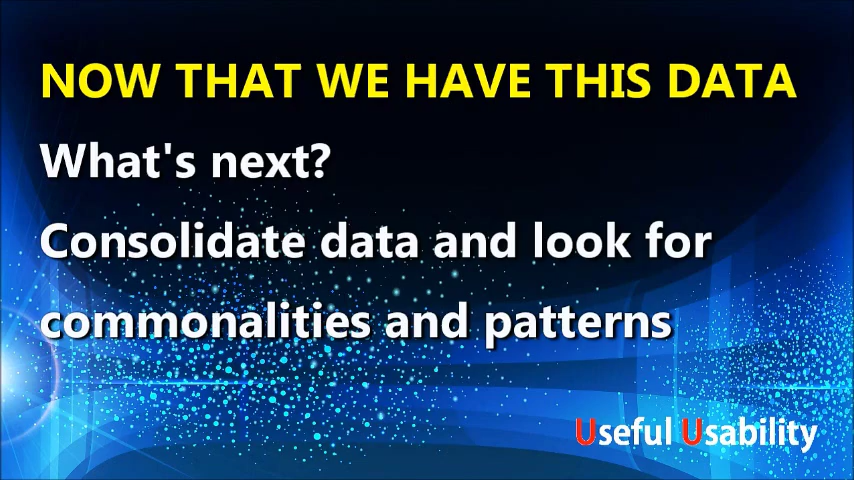 NOW THAT WE HAVE THIS DATA
What's next?
Consolidate data and look for
commonalities and patterns
Useful Usability